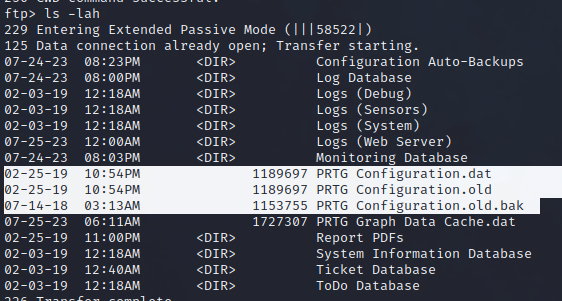 ftp> ls -lah
229 Entering Extended Passive Mode (|||58522|)
125 Data connection already open; Transfer starting.
07-24-23  08:23PM       <DIR>          Configuration Auto-Backups
07-24-23  08:00PM       <DIR>          Log Database
02-03-19  12:18AM       <DIR>          Logs (Debug)
02-03-19  12:18AM       <DIR>          Logs (Sensors)
02-03-19  12:18AM       <DIR>          Logs (System)
07-25-23  12:00AM       <DIR>          Logs (Web Server)
07-24-23  08:03PM       <DIR>          Monitoring Database
02-25-19  10:54PM              1189697 PRTG Configuration.dat
02-25-19  10:54PM              1189697 PRTG Configuration.old
07-14-18  03:13AM              1153755 PRTG Configuration.old.bak
07-25-23  06:11AM              1727307 PRTG Graph Data Cache.dat
02-25-19  11:00PM       <DIR>          Report PDFs
02-03-19  12:18AM       <DIR>          System Information Database
02-03-19  12:40AM       <DIR>          Ticket Database
02-03-19  12:18AM       <DIR>          ToDo Database